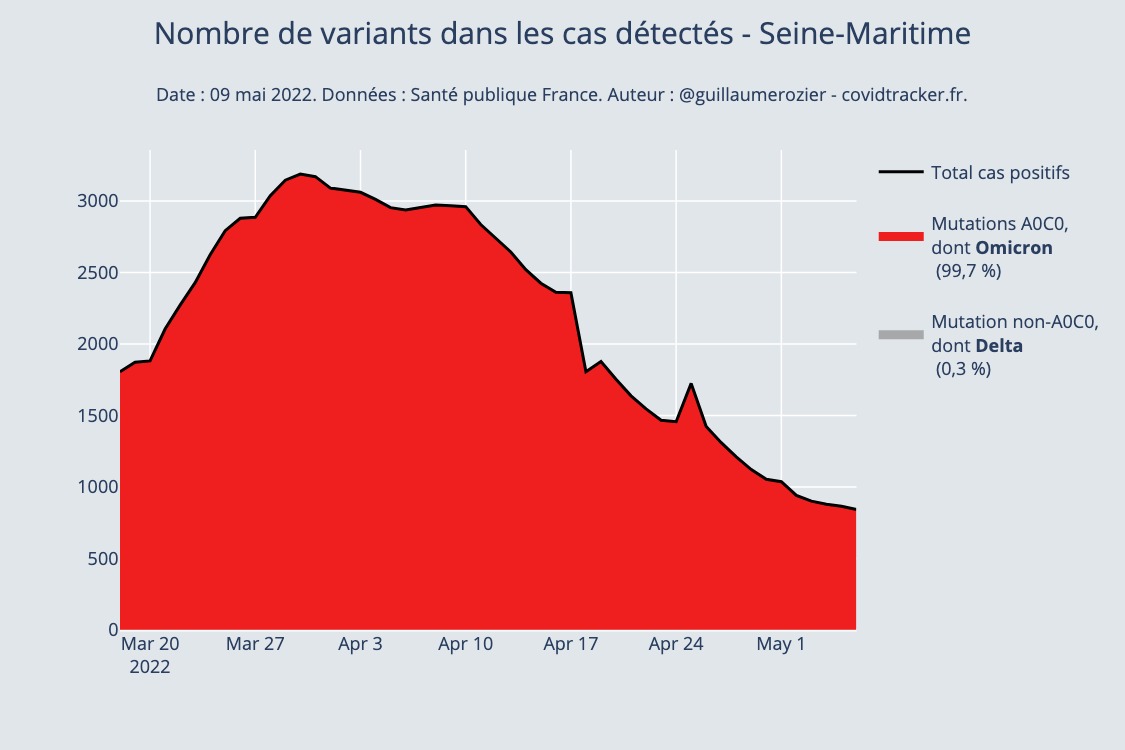 Nombre de variants dans les cas détectés - Seine-Maritime
Date : 09 mai 2022. Données : Santé publique France. Auteur : @guillaumerozier - covidtracker.fr.
Total cas positifs
Mutations A0C0,
dont Omicron
(99,7 %)
Mutation non-A0C0,
dont Delta
(0,3 %)
3000
2500
2000
1500
1000
500
0
Mar 20 Mar 27 Apr 3 Apr 10 Apr 17 Apr 24 May 1
2022